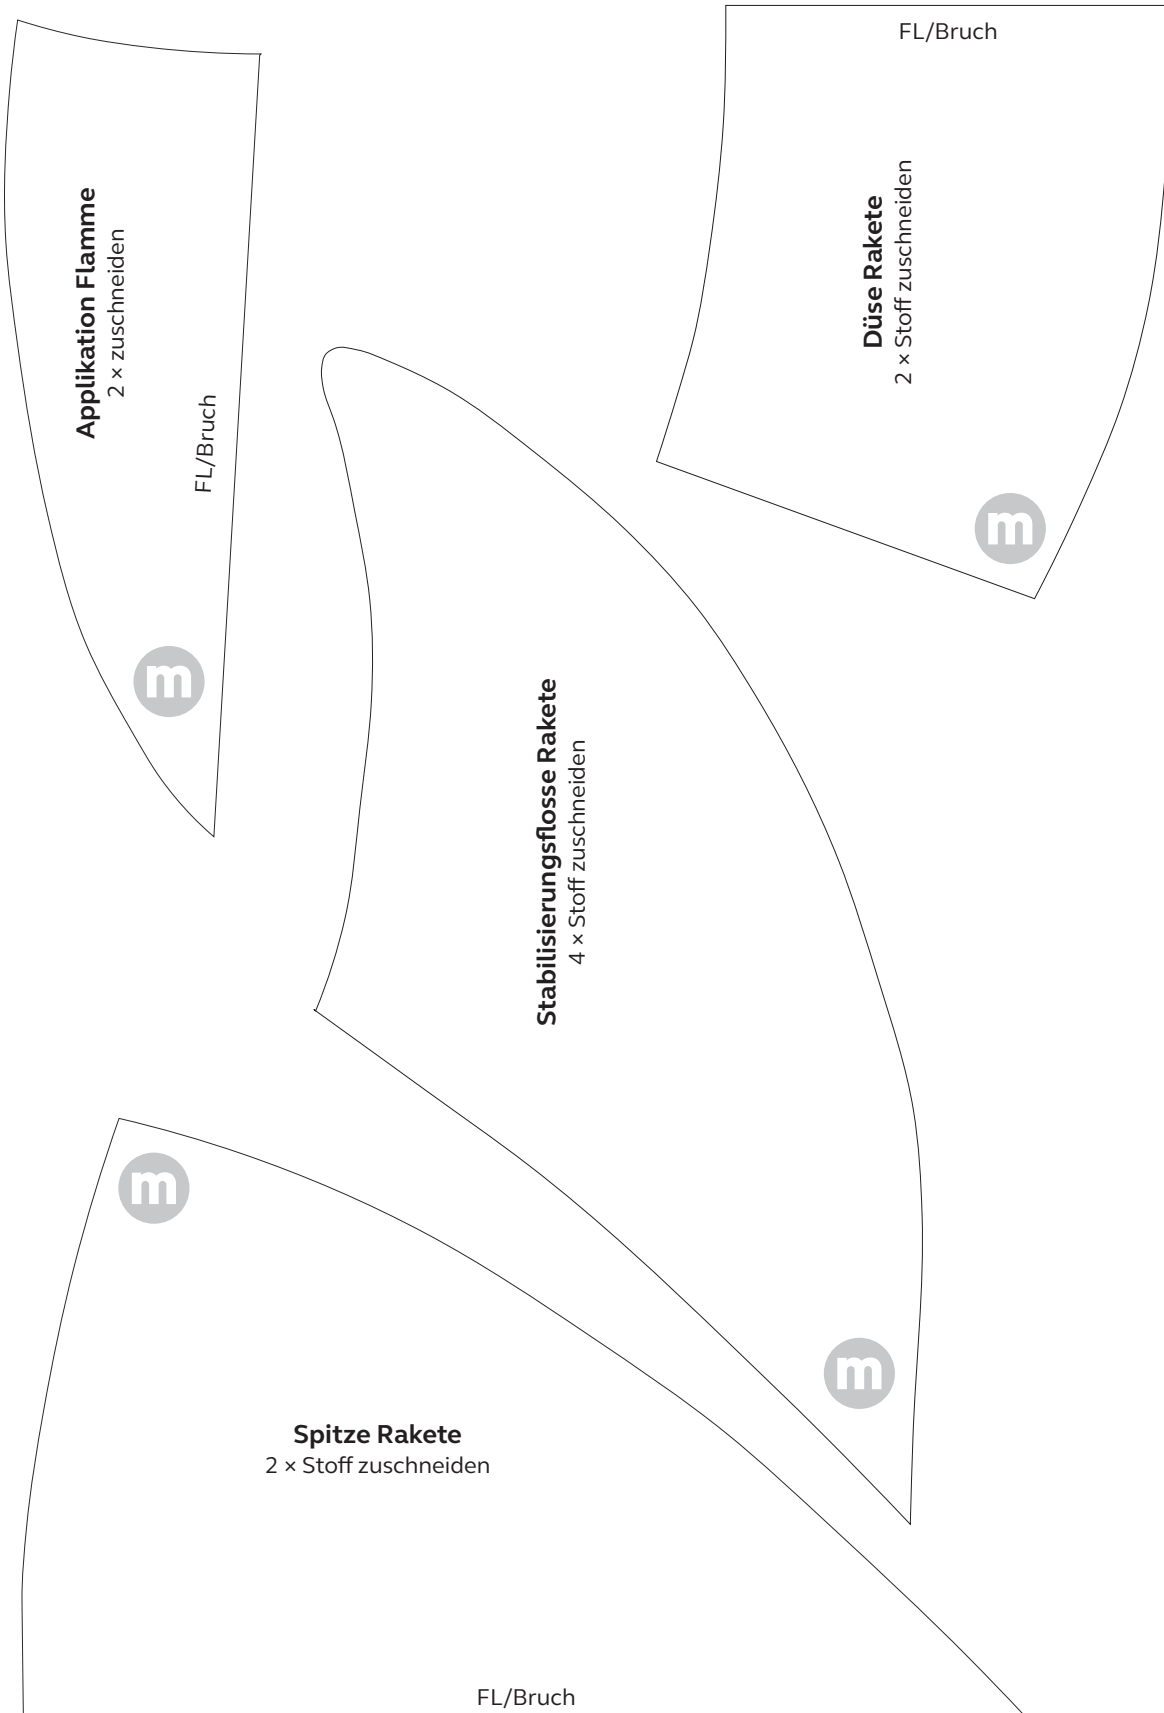 FL/Bruch
Düse Rakete
2 × Stoff zuschneiden
m
Applikation Flamme
2 × zuschneiden
FL/Bruch
m
Stabilisierungsflosse Rakete
4 × Stoff zuschneiden
m
m
Spitze Rakete
2 × Stoff zuschneiden
FL/Bruch